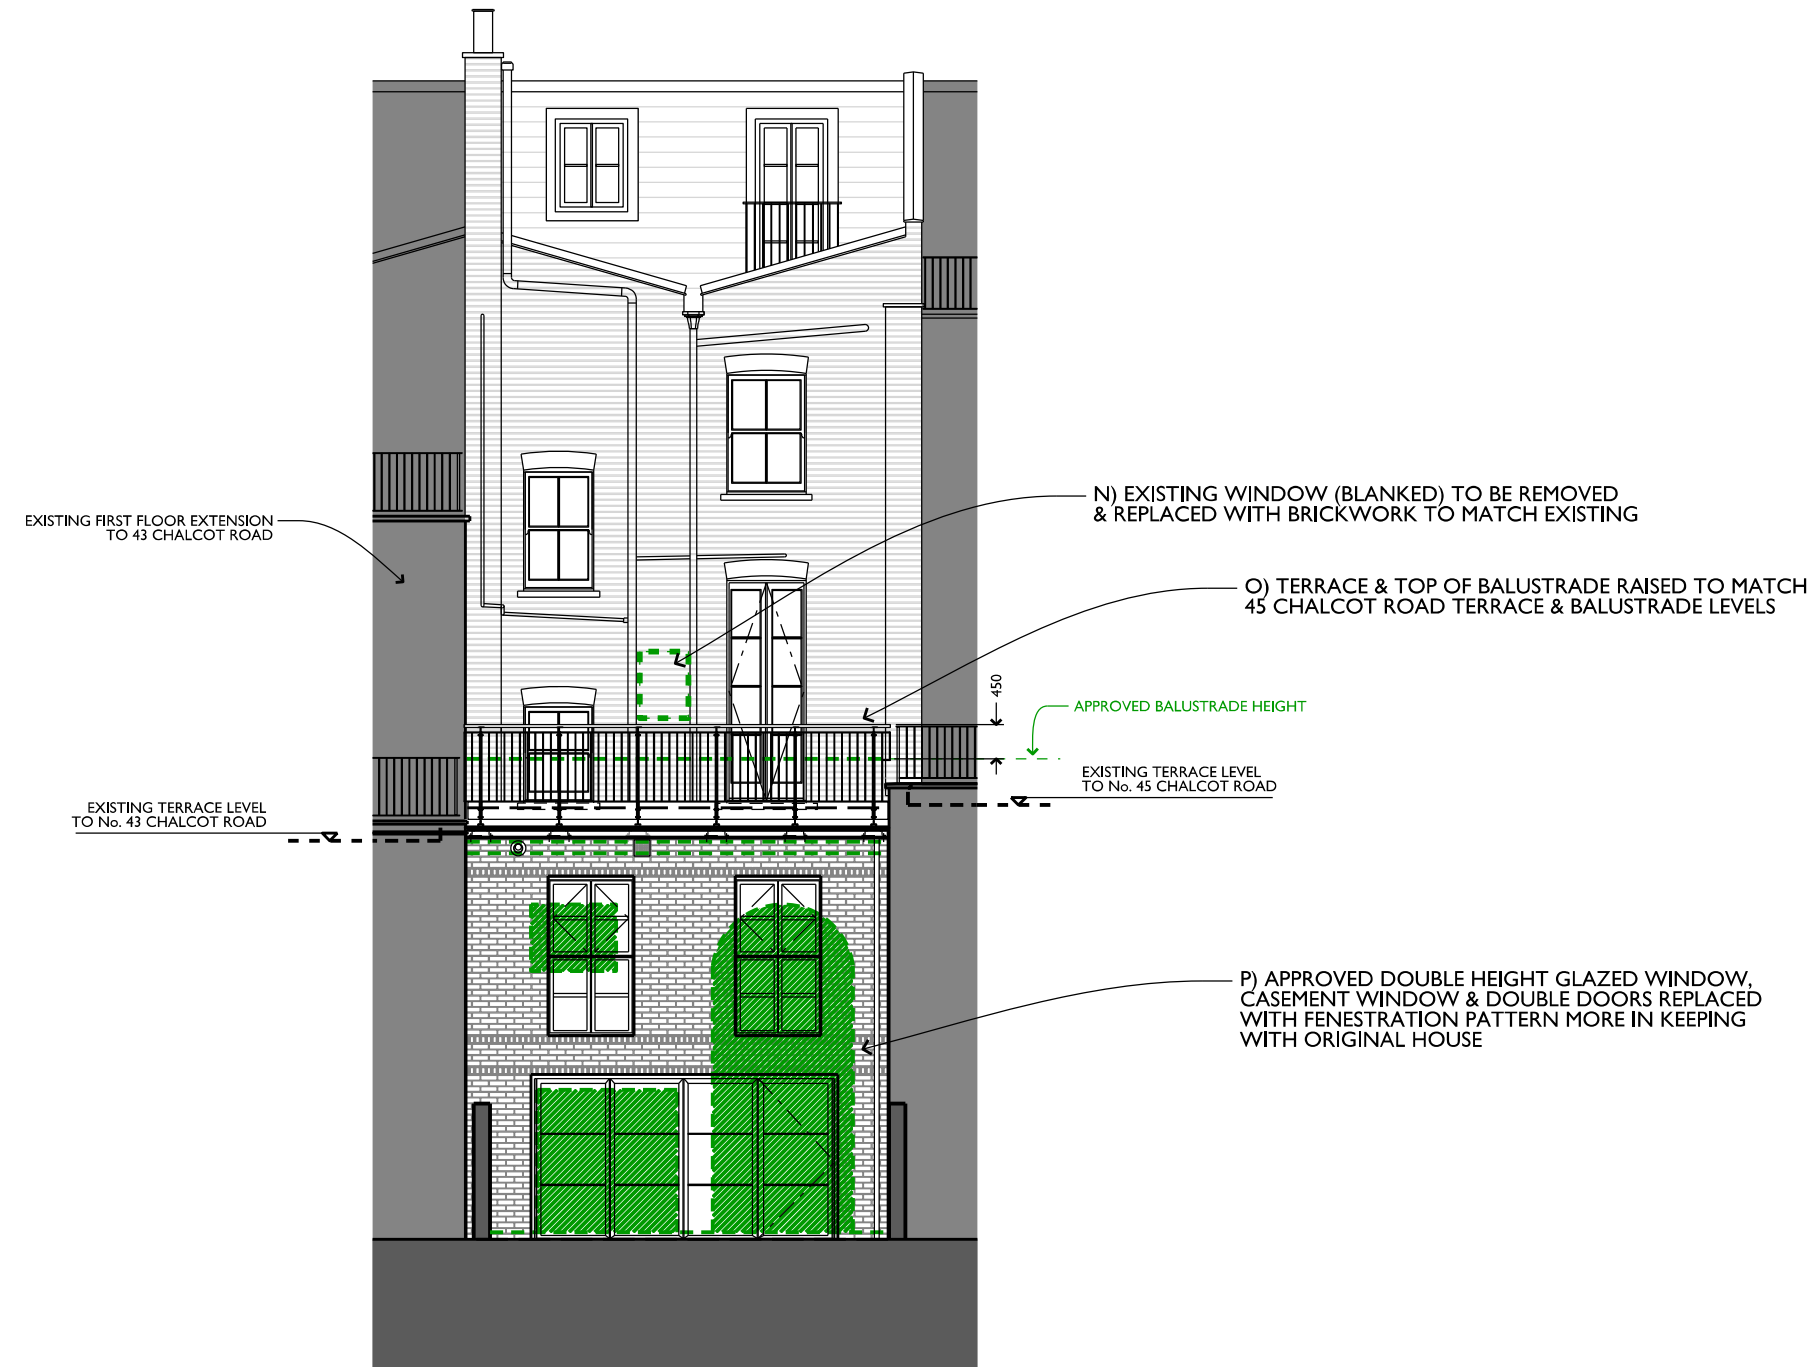 N) EXISTING WINDOW (BLANKED) TO BE REMOVED
& REPLACED WITH BRICKWORK TO MATCH EXISTING
EXISTING FIRST FLOOR EXTENSION
TO 43 CHALCOT ROAD
O) TERRACE & TOP OF BALUSTRADE RAISED TO MATCH
45 CHALCOT ROAD TERRACE & BALUSTRADE LEVELS
450
APPROVED BALUSTRADE HEIGHT
EXISTING TERRACE LEVEL
TO No. 45 CHALCOT ROAD
EXISTING TERRACE LEVEL
TO No. 43 CHALCOT ROAD
P) APPROVED DOUBLE HEIGHT GLAZED WINDOW,
CASEMENT WINDOW & DOUBLE DOORS REPLACED
WITH FENESTRATION PATTERN MORE IN KEEPING
WITH ORIGINAL HOUSE